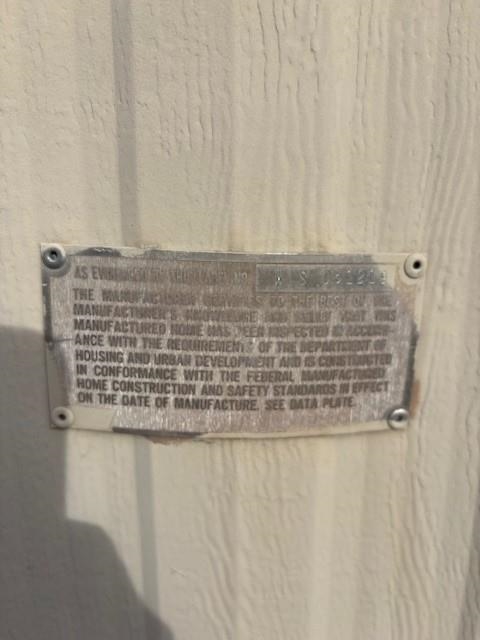 AS EVIDENCED BY THIS LABEL NO.
THE MANUFACTURER CERTIFIES TO THE BEST OF THE
MANUFACTURER'S KNOWLEDGE AND BELIEF THAT THIS
MANUFACTURED HOME HAS BEEN INSPECTED IN ACCORD-
ANCE WITH THE REQUIREMENTS OF THE DEPARTMENT OF
HOUSING AND URBAN DEVELOPMENT AND IS CONSTRUCTED
IN CONFORMANCE WITH THE FEDERAL MANUFACTURED
HOME CONSTRUCTION AND SAFETY STANDARDS IN EFFECT
ON THE DATE OF MANUFACTURE. SEE DATA PLATE.